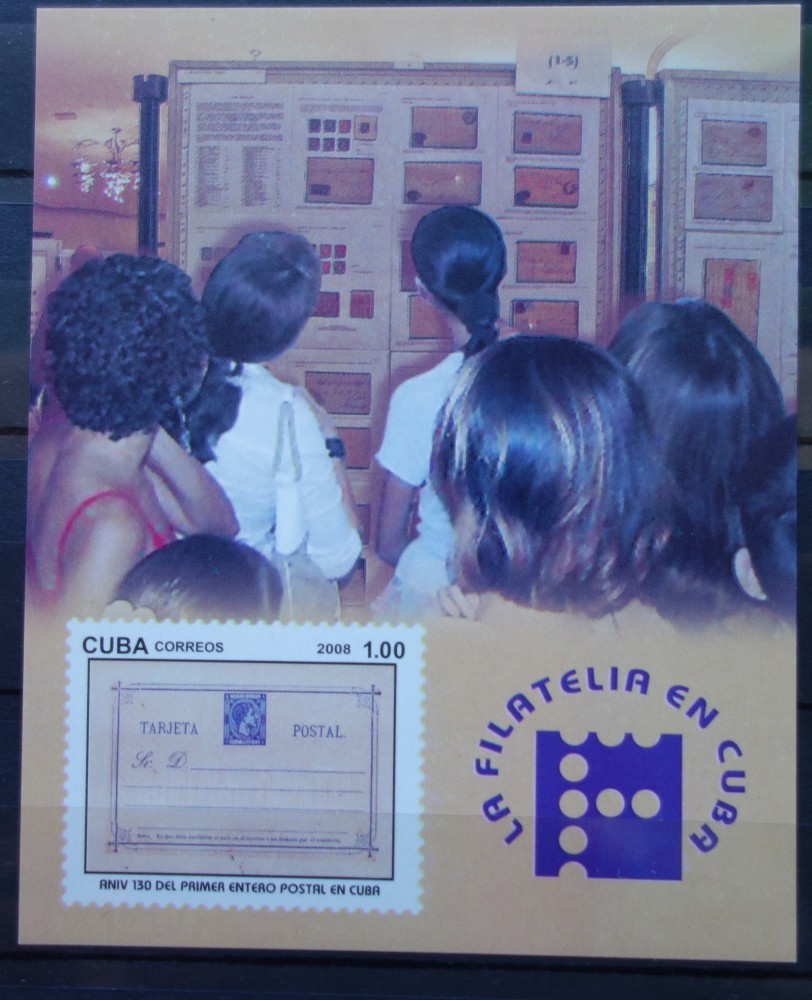 (1-5)
CUBA CORREOS 2008 1.00
TARJETA POSTAL.
Sr. D.
ANIV 130 DEL PRIMER ENTERO POSTAL EN CUBA
LA FILATELIA EN CUBA